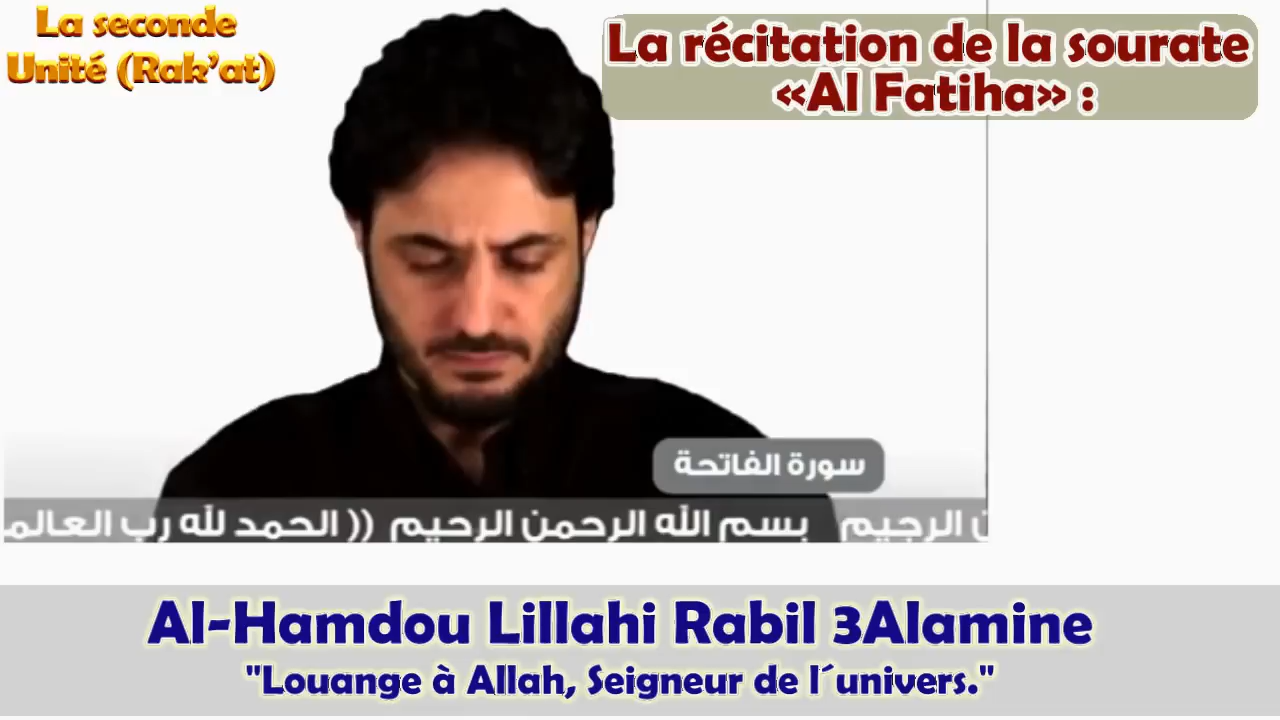 La seconde
Unité (Rak'at)
La récitation de la sourate
«Al Fatiha» :
سورة الفاتحة
الرجيم بسم الله الرحمن الرحيم (( الحمد لله رب
Al-Hamdou Lillahi Rabil 3Alamine
"Louange à Allah, Seigneur de l´univers."